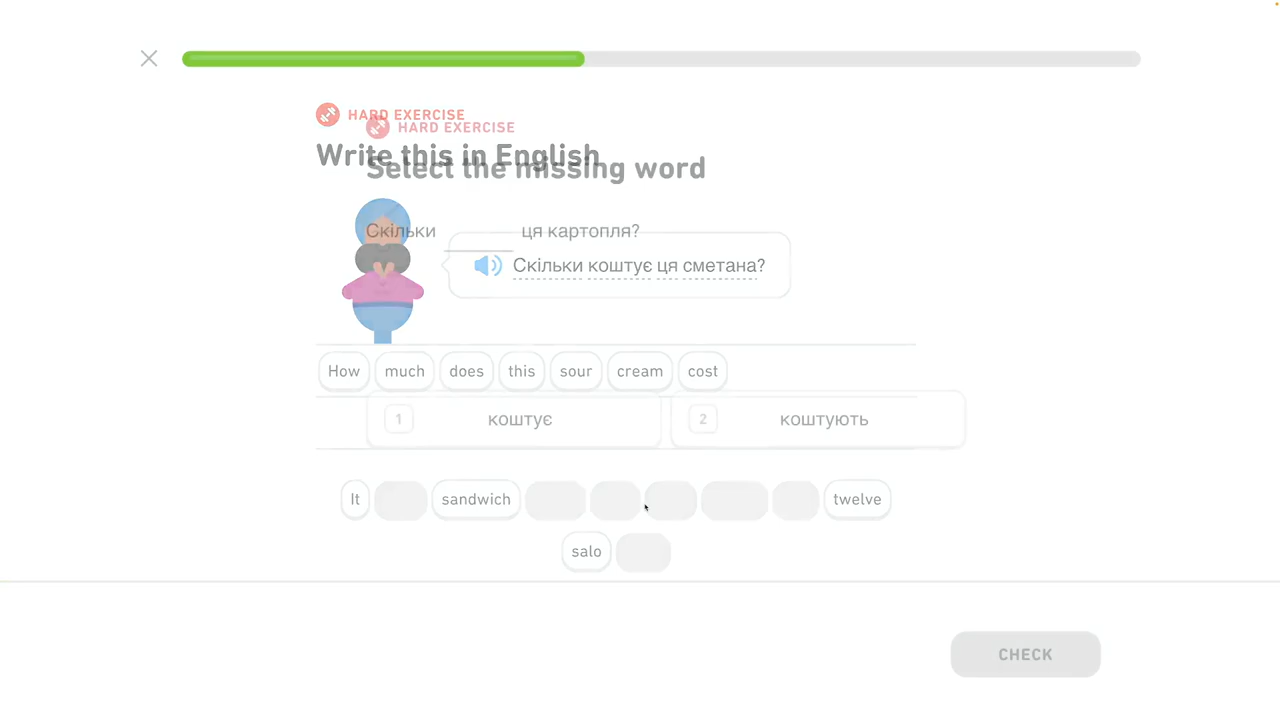 HARD EXERCISE
HARD EXERCISE
Write this in English
Select the missing word
Скільки ця картопля?
Скільки коштує ця сметана?
How much does this sour cream cost
1 коштує 2 коштують
It sandwich twelve
salo
CHECK